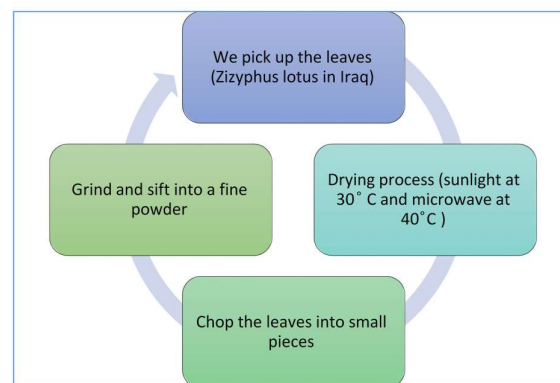 We pick up the leaves
(Zizyphus lotus in Iraq)
Drying process (sunlight at
30° C and microwave at
40°C )
Chop the leaves into small
pieces
Grind and sift into a fine
powder